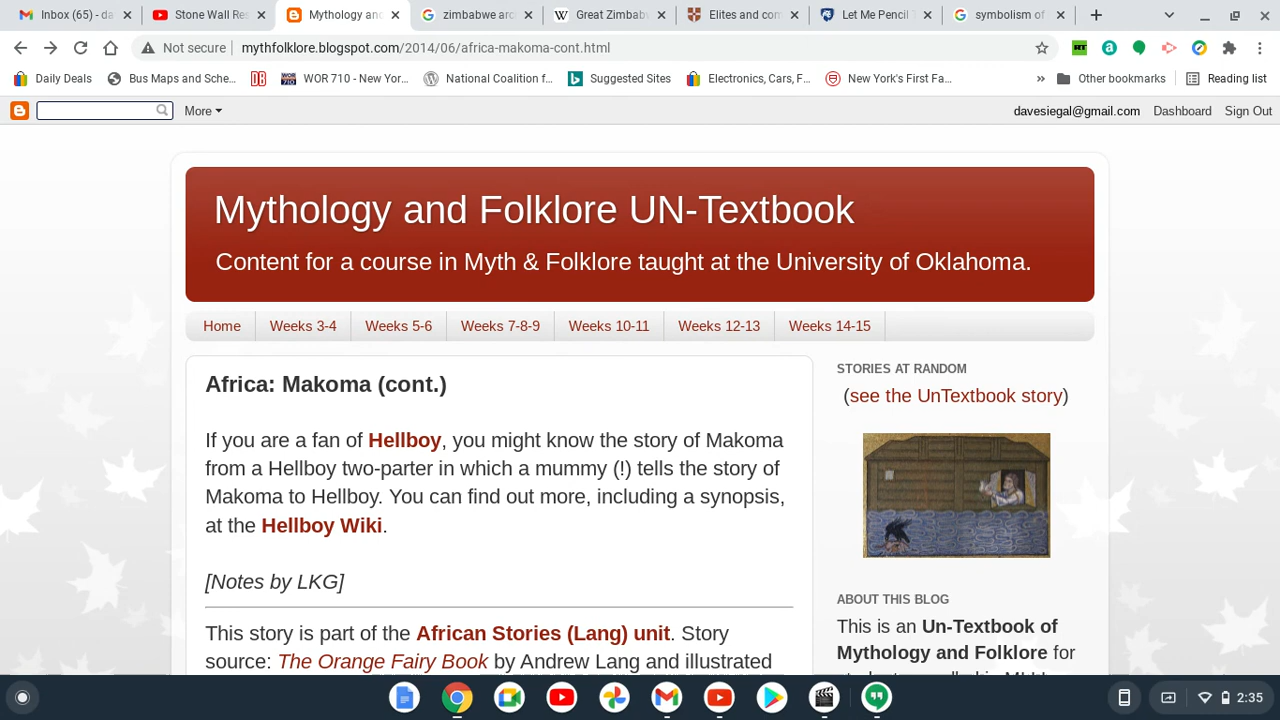 Inbox (65) - da
Stone Wall Res
Mythology and
zimbabwe arc
Great Zimbab
Elites and com
Let Me Pencil
symbolism of
Not secure
mythfolklore.blogspot.com/2014/06/africa-makoma-cont.html
Daily Deals
Bus Maps and Sche...
WOR 710 - New Yor...
National Coalition f...
Suggested Sites
Electronics, Cars, F...
New York's First Fa...
Other bookmarks
Reading list
More
davesiegal@gmail.com
Dashboard
Sign Out
Mythology and Folklore UN-Textbook
Content for a course in Myth & Folklore taught at the University of Oklahoma.
Home
Weeks 3-4
Weeks 5-6
Weeks 7-8-9
Weeks 10-11
Weeks 12-13
Weeks 14-15
Africa: Makoma (cont.)
If you are a fan of Hellboy, you might know the story of Makoma
from a Hellboy two-parter in which a mummy (!) tells the story of
Makoma to Hellboy. You can find out more, including a synopsis,
at the Hellboy Wiki.
[Notes by LKG]
This story is part of the African Stories (Lang) unit. Story
source: The Orange Fairy Book by Andrew Lang and illustrated
STORIES AT RANDOM
(see the UnTextbook story)
ABOUT THIS BLOG
This is an Un-Textbook of
Mythology and Folklore for
2:35